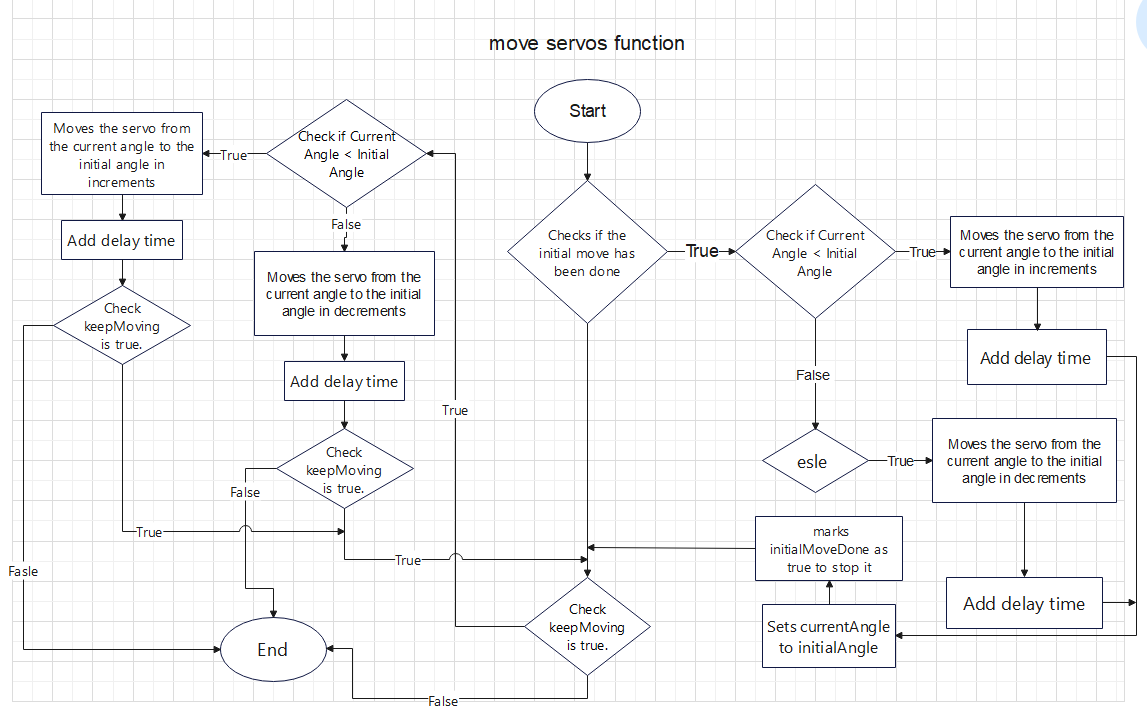 move servos function
Start
Moves the servo from
the current angle to the
initial angle in
increments
True
Check if Current
Angle < Initial
Angle
False
Add delay time
Check
keepMoving
is true.
Moves the servo from the
current angle to the initial
angle in decrements
Add delay time
Check
keepMoving
is true.
True
False
True
True
Fasle
End
False
Checks if the
initial move has
been done
True
Check if Current
Angle < Initial
Angle
True
Moves the servo from the
current angle to the initial
angle in increments
Add delay time
False
esle
True
Moves the servo from the
current angle to the initial
angle in decrements
Add delay time
marks
initialMoveDone as
true to stop it
Sets currentAngle
to initialAngle
Check
keepMoving
is true.